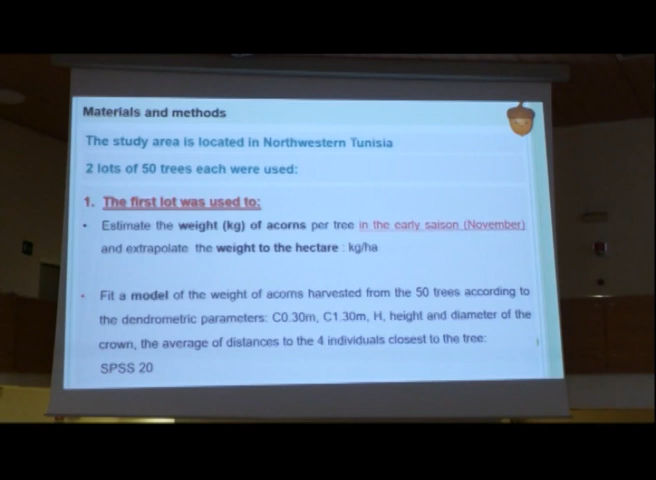 Materials and methods
The study area is located in Northwestern Tunisia
2 lots of 50 trees each were used:
1. The first lot was used to:
• Estimate the weight (kg) of acorns per tree in the early saison (November)
and extrapolate the weight to the hectare : kg/ha
• Fit a model of the weight of acorns harvested from the 50 trees according to
the dendrometric parameters: C0.30m, C1.30m, H, height and diameter of the
crown, the average of distances to the 4 individuals closest to the tree:
SPSS 20